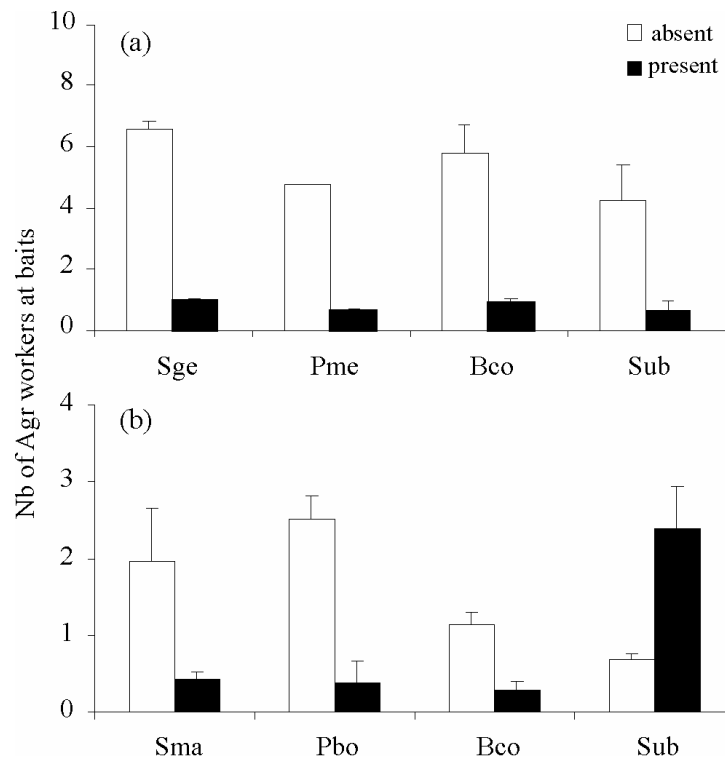 10
(a)
absent
present
8
6
4
2
0
Sge Pme Bco Sub
Nb of Agr workers at baits
4
(b)
3
2
1
0
Sma Pbo Bco Sub